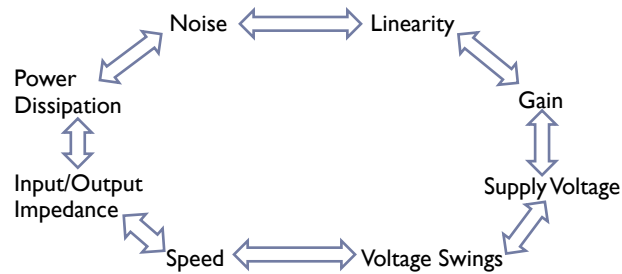 Noise
Linearity
Power
Dissipation
Gain
Input/Output
Impedance
Supply Voltage
Speed
Voltage Swings